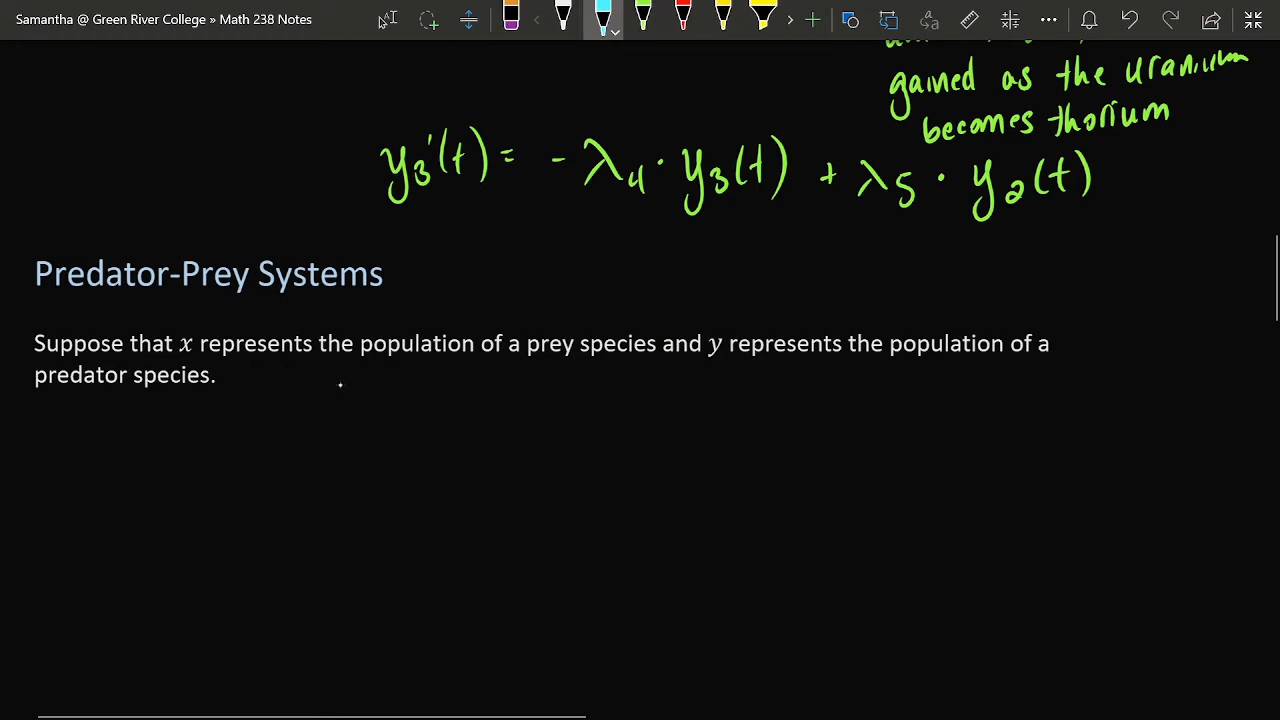 Samantha @ Green River College » Math 238 Notes
gained as the uranium
becomes thorium
y₃'(t) = - λ₄ · y₃(t) + λ₅ · y₂(t)
Predator-Prey Systems
Suppose that x represents the population of a prey species and y represents the population of a
predator species.